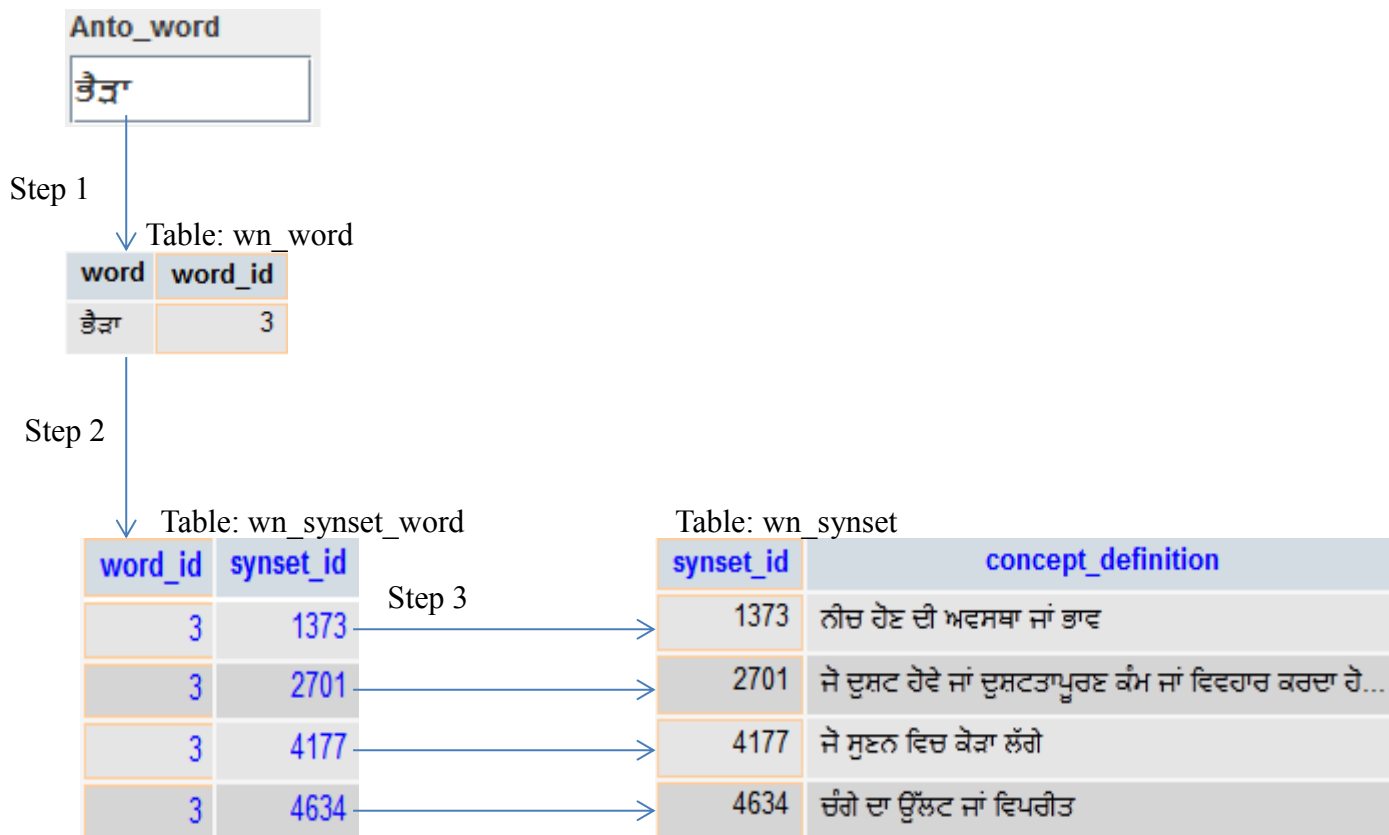 Anto_word
ਭੈੜਾ
Step 1
Table: wn_word
word word_id
ਭੈੜਾ 3
Step 2
Table: wn_synset_word
word_id synset_id
3 1373
3 2701
3 4177
3 4634
Step 3
Table: wn_synset
synset_id concept_definition
1373 ਨੀਚ ਹੋਣ ਦੀ ਅਵਸਥਾ ਜਾਂ ਭਾਵ
2701 ਜੋ ਦੁਸ਼ਟ ਹੋਵੇ ਜਾਂ ਦੁਸ਼ਟਤਾਪੂਰਣ ਕੰਮ ਜਾਂ ਵਿਵਹਾਰ ਕਰਦਾ ਹੋ...
4177 ਜੋ ਸੁਣਨ ਵਿਚ ਕੋੜਾ ਲੱਗੇ
4634 ਚੰਗੇ ਦਾ ਉੱਲਟ ਜਾਂ ਵਿਪਰੀਤ